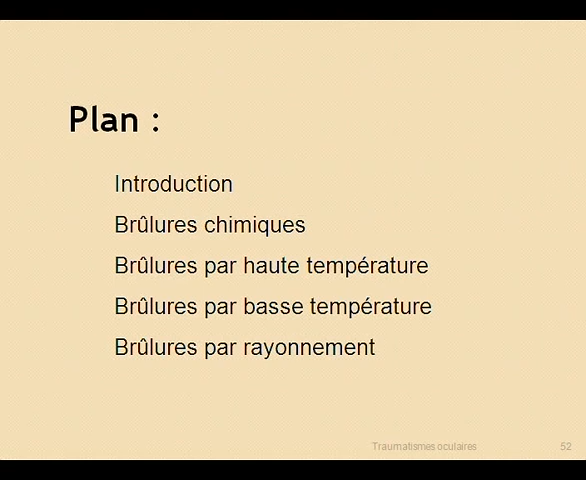 Plan :
Introduction
Brûlures chimiques
Brûlures par haute température
Brûlures par basse température
Brûlures par rayonnement
Traumatismes oculaires 52